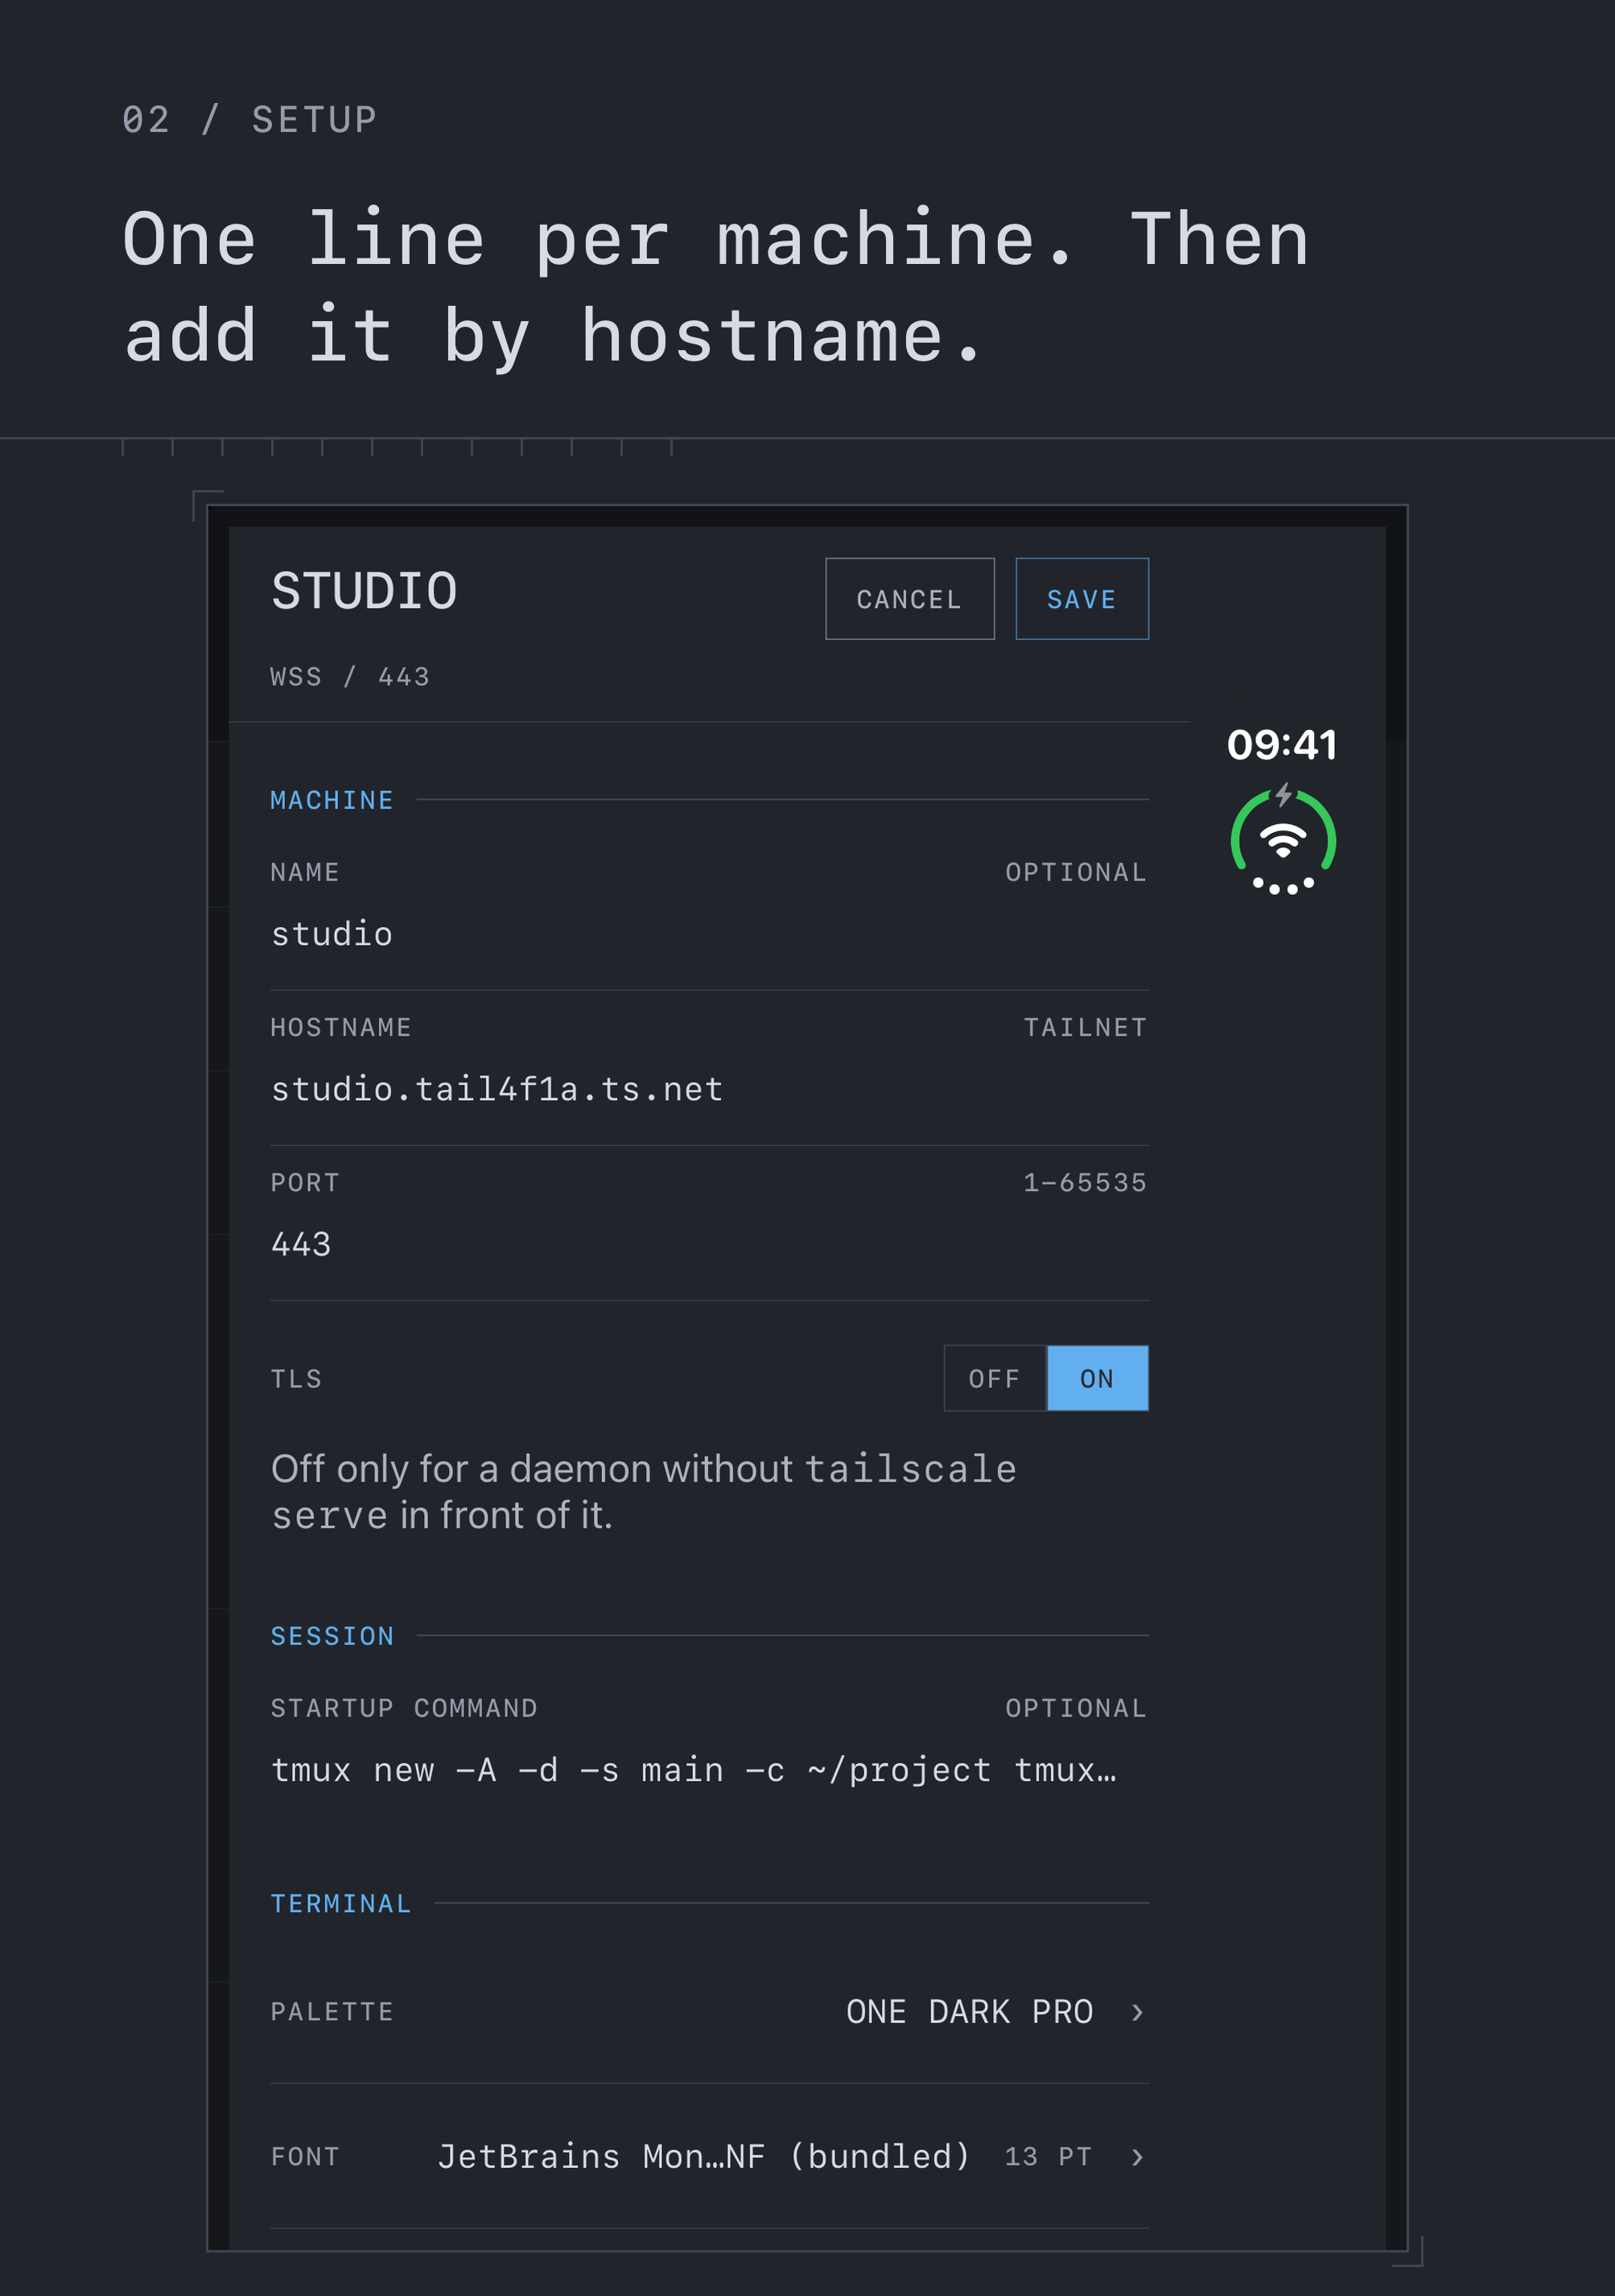 02 / SETUP
One line per machine. Then
add it by hostname.
STUDIO
CANCEL
SAVE
WSS / 443
09:41
MACHINE
NAME
OPTIONAL
studio
HOSTNAME
TAILNET
studio.tail4f1a.ts.net
PORT
1–65535
443
TLS
OFF
ON
Off only for a daemon without tailscale
serve in front of it.
SESSION
STARTUP COMMAND
OPTIONAL
tmux new -A -d -s main -c ~/project tmux…
TERMINAL
PALETTE
ONE DARK PRO ›
FONT
JetBrains Mon…NF (bundled) 13 PT ›